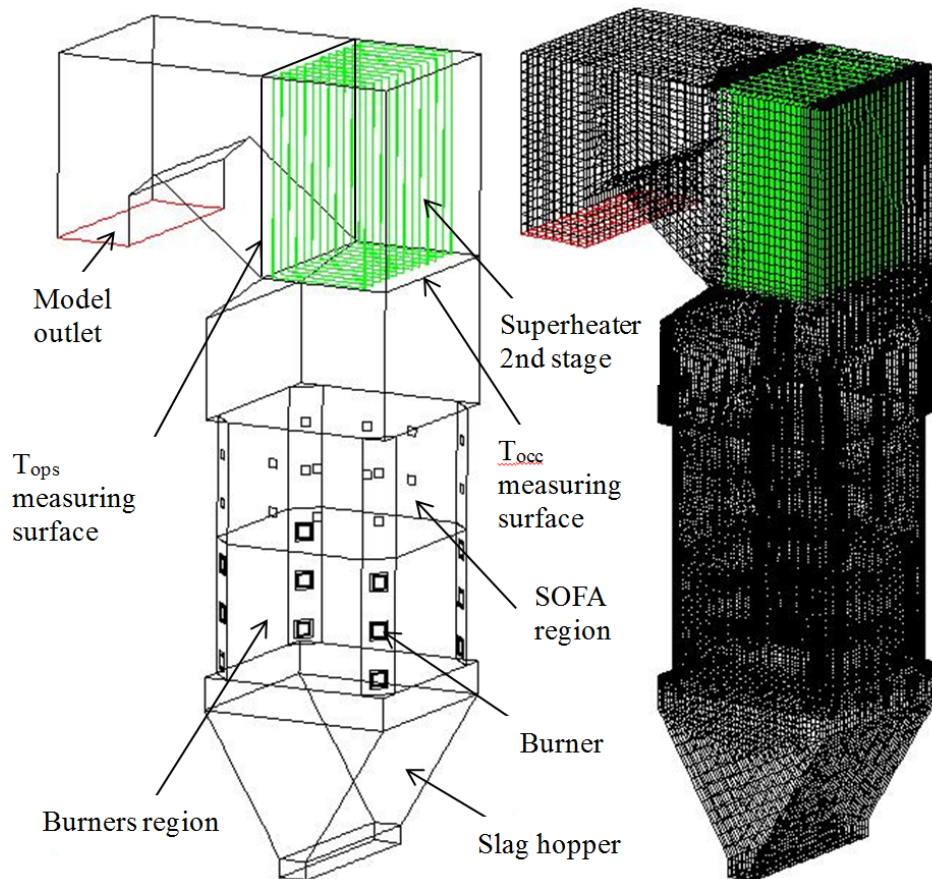 Model
outlet
Superheater
2nd stage
Tops
measuring
surface
Tocc
measuring
surface
SOFA
region
Burner
Burners region
Slag hopper